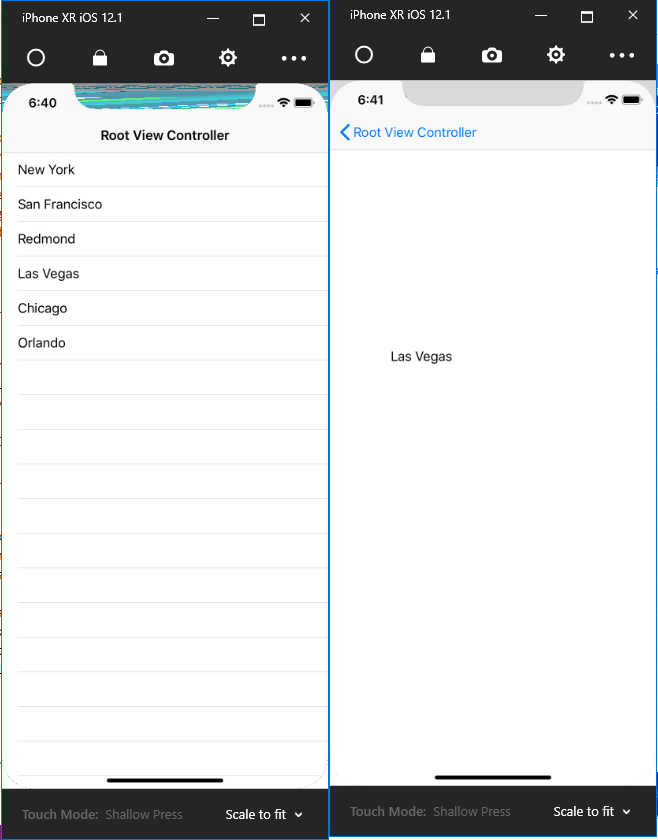 iPhone XR iOS 12.1
6:40
Root View Controller
New York
San Francisco
Redmond
Las Vegas
Chicago
Orlando
Touch Mode: Shallow Press
Scale to fit
iPhone XR iOS 12.1
6:41
Root View Controller
Las Vegas
Touch Mode: Shallow Press
Scale to fit